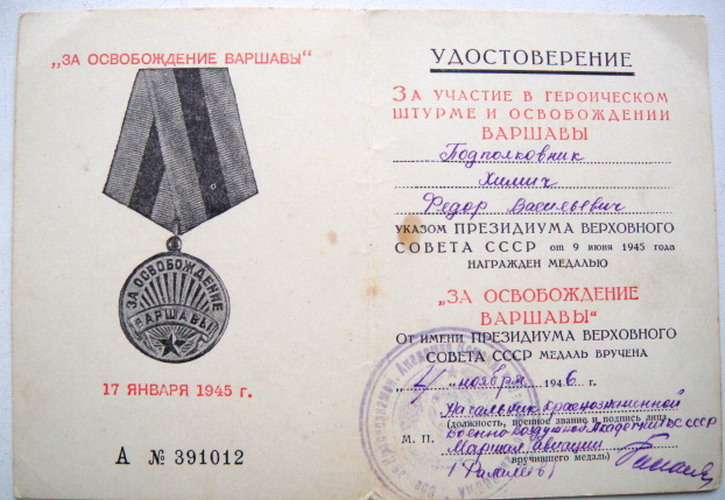 „ЗА ОСВОБОЖДЕНИЕ ВАРШАВЫ"
ЗА ОСВОБОЖДЕНИЕ
ВАРШАВЫ
17 ЯНВАРЯ 1945 г.
А № 391012
УДОСТОВЕРЕНИЕ
ЗА УЧАСТИЕ В ГЕРОИЧЕСКОМ
ШТУРМЕ И ОСВОБОЖДЕНИИ
ВАРШАВЫ
Подполковник
Химич
Федор Васильевич
УКАЗОМ ПРЕЗИДИУМА ВЕРХОВНОГО
СОВЕТА СССР от 9 июня 1945 года
НАГРАЖДЕН МЕДАЛЬЮ
„ЗА ОСВОБОЖДЕНИЕ
ВАРШАВЫ"
ОТ ИМЕНИ ПРЕЗИДИУМА ВЕРХОВНОГО
СОВЕТА СССР МЕДАЛЬ ВРУЧЕНА
„4" ноября 1946 г.
Начальник Краснознаменной
(должность, военное звание и подпись лица,
Военно Воздушной Академии ВС СССР
М. П.
Маршал авиации
вручившего медаль)